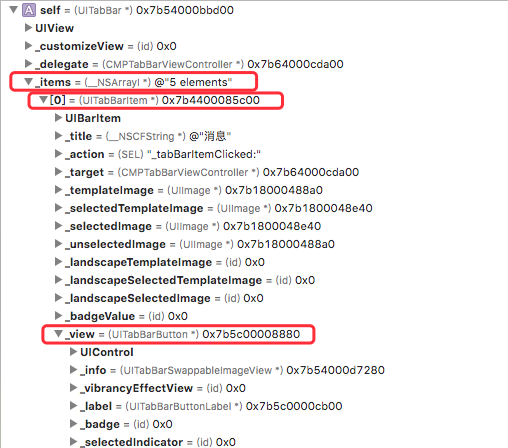 A self = (UITabBar *) 0x7b54000bbd00
UIView
_customizeView = (id) 0x0
_delegate = (CMPTabBarViewController *) 0x7b64000cda00
_items = (__NSArrayI *) @"5 elements"
[0] = (UITabBarItem *) 0x7b4400085c00
UIBarItem
_title = (__NSCFString *) @"消息"
_action = (SEL) "_tabBarItemClicked:"
_target = (CMPTabBarViewController *) 0x7b64000cda00
_templateImage = (UIImage *) 0x7b18000488a0
_selectedTemplateImage = (UIImage *) 0x7b1800048e40
_selectedImage = (UIImage *) 0x7b1800048e40
_unselectedImage = (UIImage *) 0x7b18000488a0
_landscapeTemplateImage = (id) 0x0
_landscapeSelectedTemplateImage = (id) 0x0
_landscapeSelectedImage = (id) 0x0
_badgeValue = (id) 0x0
_view = (UITabBarButton *) 0x7b5c00008880
UIControl
_info = (UITabBarSwappableImageView *) 0x7b54000d7280
_vibrancyEffectView = (id) 0x0
_label = (UITabBarButtonLabel *) 0x7b5c0000cb00
_badge = (id) 0x0
_selectedIndicator = (id) 0x0